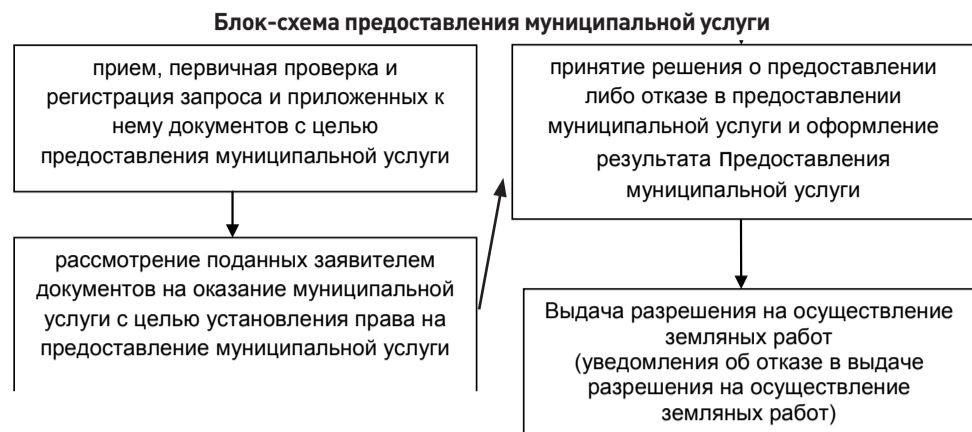 Блок-схема предоставления муниципальной услуги
прием, первичная проверка и
регистрация запроса и приложенных к
нему документов с целью
предоставления муниципальной услуги
рассмотрение поданных заявителем
документов на оказание муниципальной
услуги с целью установления права на
предоставление муниципальной услуги
принятие решения о предоставлении
либо отказе в предоставлении
муниципальной услуги и оформление
результата предоставления
муниципальной услуги
Выдача разрешения на осуществление
земляных работ
(уведомления об отказе в выдаче
разрешения на осуществление
земляных работ)